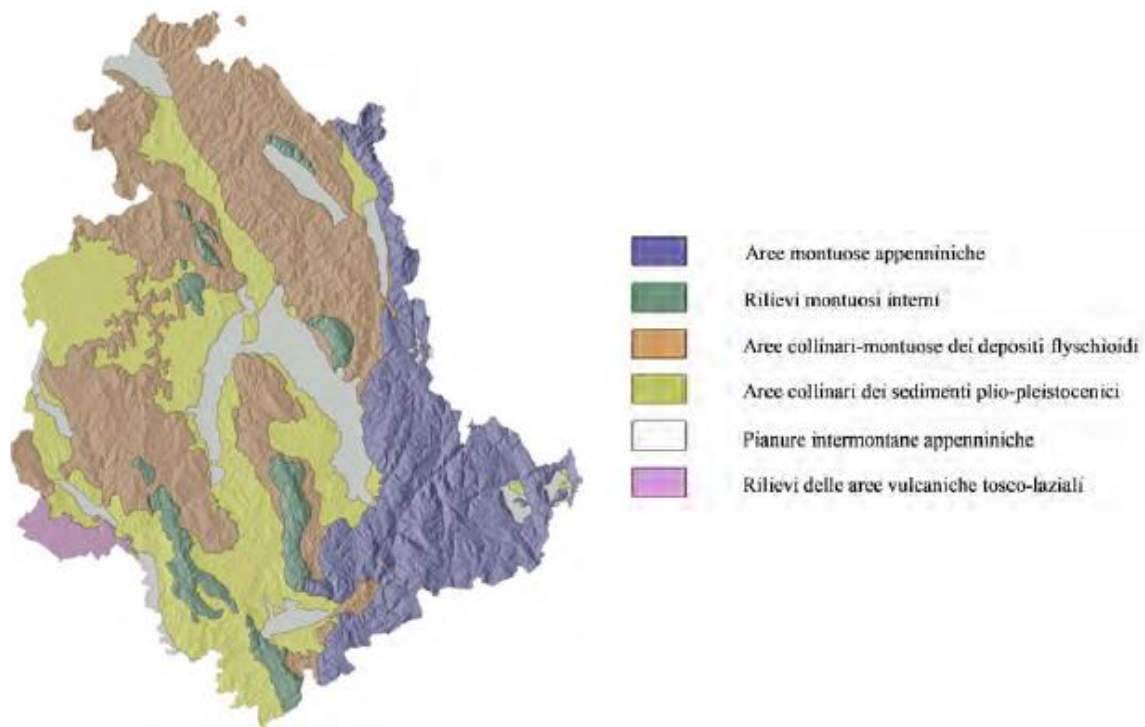 Aree montuose appenniniche
Rilievi montuosi interni
Aree collinari-montuose dei depositi flyschioidi
Aree collinari dei sedimenti plio-pleistocenici
Pianure intermontane appenniniche
Rilievi delle aree vulcaniche tosco-laziali